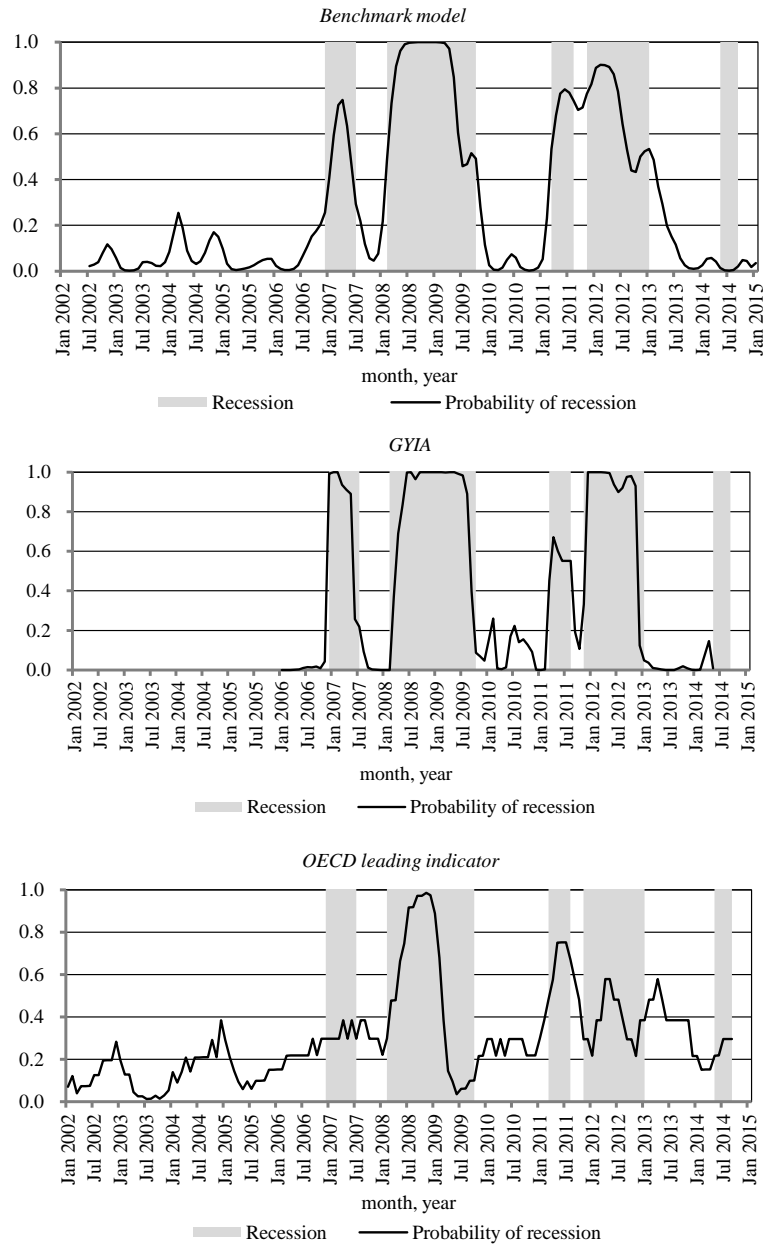 Benchmark model
1.0
0.8
0.6
0.4
0.2
0.0
Jan 2002
Jul 2002
Jan 2003
Jul 2003
Jan 2004
Jul 2004
Jan 2005
Jul 2005
Jan 2006
Jul 2006
Jan 2007
Jul 2007
Jan 2008
Jul 2008
Jan 2009
Jul 2009
Jan 2010
Jul 2010
Jan 2011
Jul 2011
Jan 2012
Jul 2012
Jan 2013
Jul 2013
Jan 2014
Jul 2014
Jan 2015
month, year
Recession Probability of recession
GYIA
1.0
0.8
0.6
0.4
0.2
0.0
Jan 2002
Jul 2002
Jan 2003
Jul 2003
Jan 2004
Jul 2004
Jan 2005
Jul 2005
Jan 2006
Jul 2006
Jan 2007
Jul 2007
Jan 2008
Jul 2008
Jan 2009
Jul 2009
Jan 2010
Jul 2010
Jan 2011
Jul 2011
Jan 2012
Jul 2012
Jan 2013
Jul 2013
Jan 2014
Jul 2014
Jan 2015
month, year
Recession Probability of recession
OECD leading indicator
1.0
0.8
0.6
0.4
0.2
0.0
Jan 2002
Jul 2002
Jan 2003
Jul 2003
Jan 2004
Jul 2004
Jan 2005
Jul 2005
Jan 2006
Jul 2006
Jan 2007
Jul 2007
Jan 2008
Jul 2008
Jan 2009
Jul 2009
Jan 2010
Jul 2010
Jan 2011
Jul 2011
Jan 2012
Jul 2012
Jan 2013
Jul 2013
Jan 2014
Jul 2014
Jan 2015
month, year
Recession Probability of recession